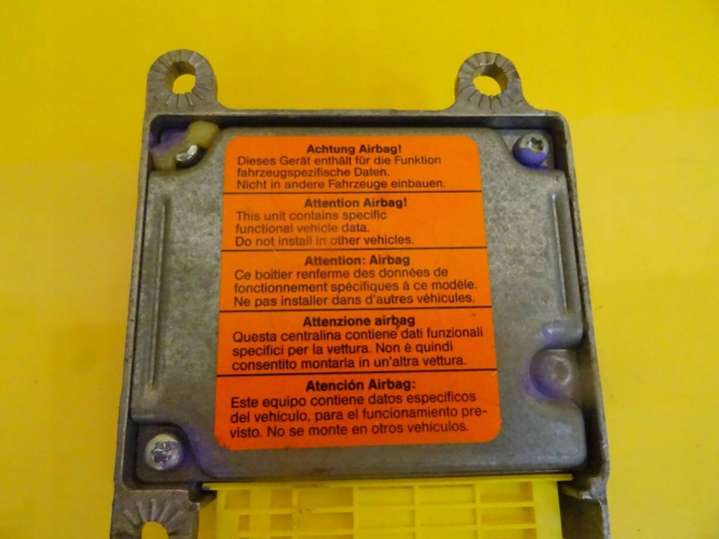 Achtung Airbag!
Dieses Gerät enthält für die Funktion
fahrzeugspezifische Daten.
Nicht in andere Fahrzeuge einbauen.
Attention Airbag!
This unit contains specific
functional vehicle data.
Do not install in other vehicles.
Attention: Airbag
Ce boitier renferme des données de
fonctionnement spécifiques à ce modèle.
Ne pas installer dans d'autres véhicules.
Attenzione airbag
Questa centralina contiene dati funzionali
specifici per la vettura. Non è quindi
consentito montarla in un'altra vettura.
Atención Airbag:
Este equipo contiene datos especificos
del vehículo, para el funcionamiento pre-
visto. No se monte en otros vehículos.